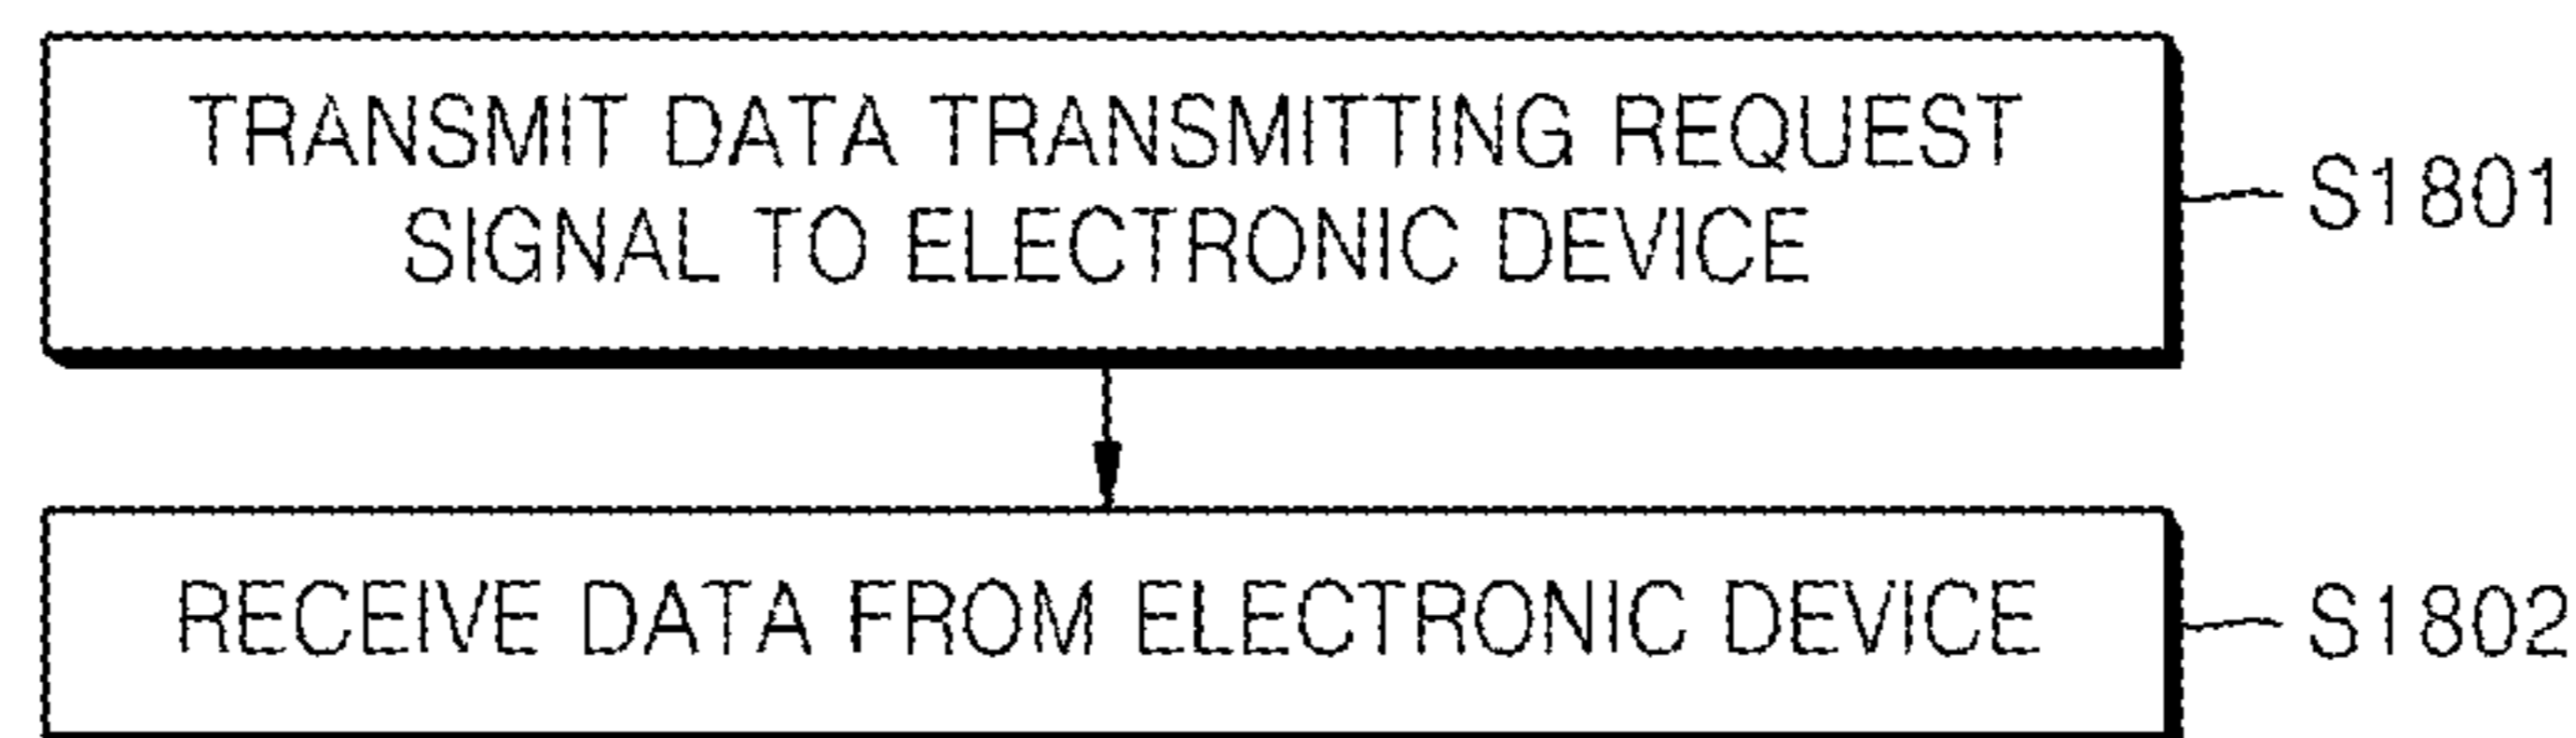 TRANSMIT DATA TRANSMITTING REQUEST
SIGNAL TO ELECTRONIC DEVICE
S1801
RECEIVE DATA FROM ELECTRONIC DEVICE
S1802